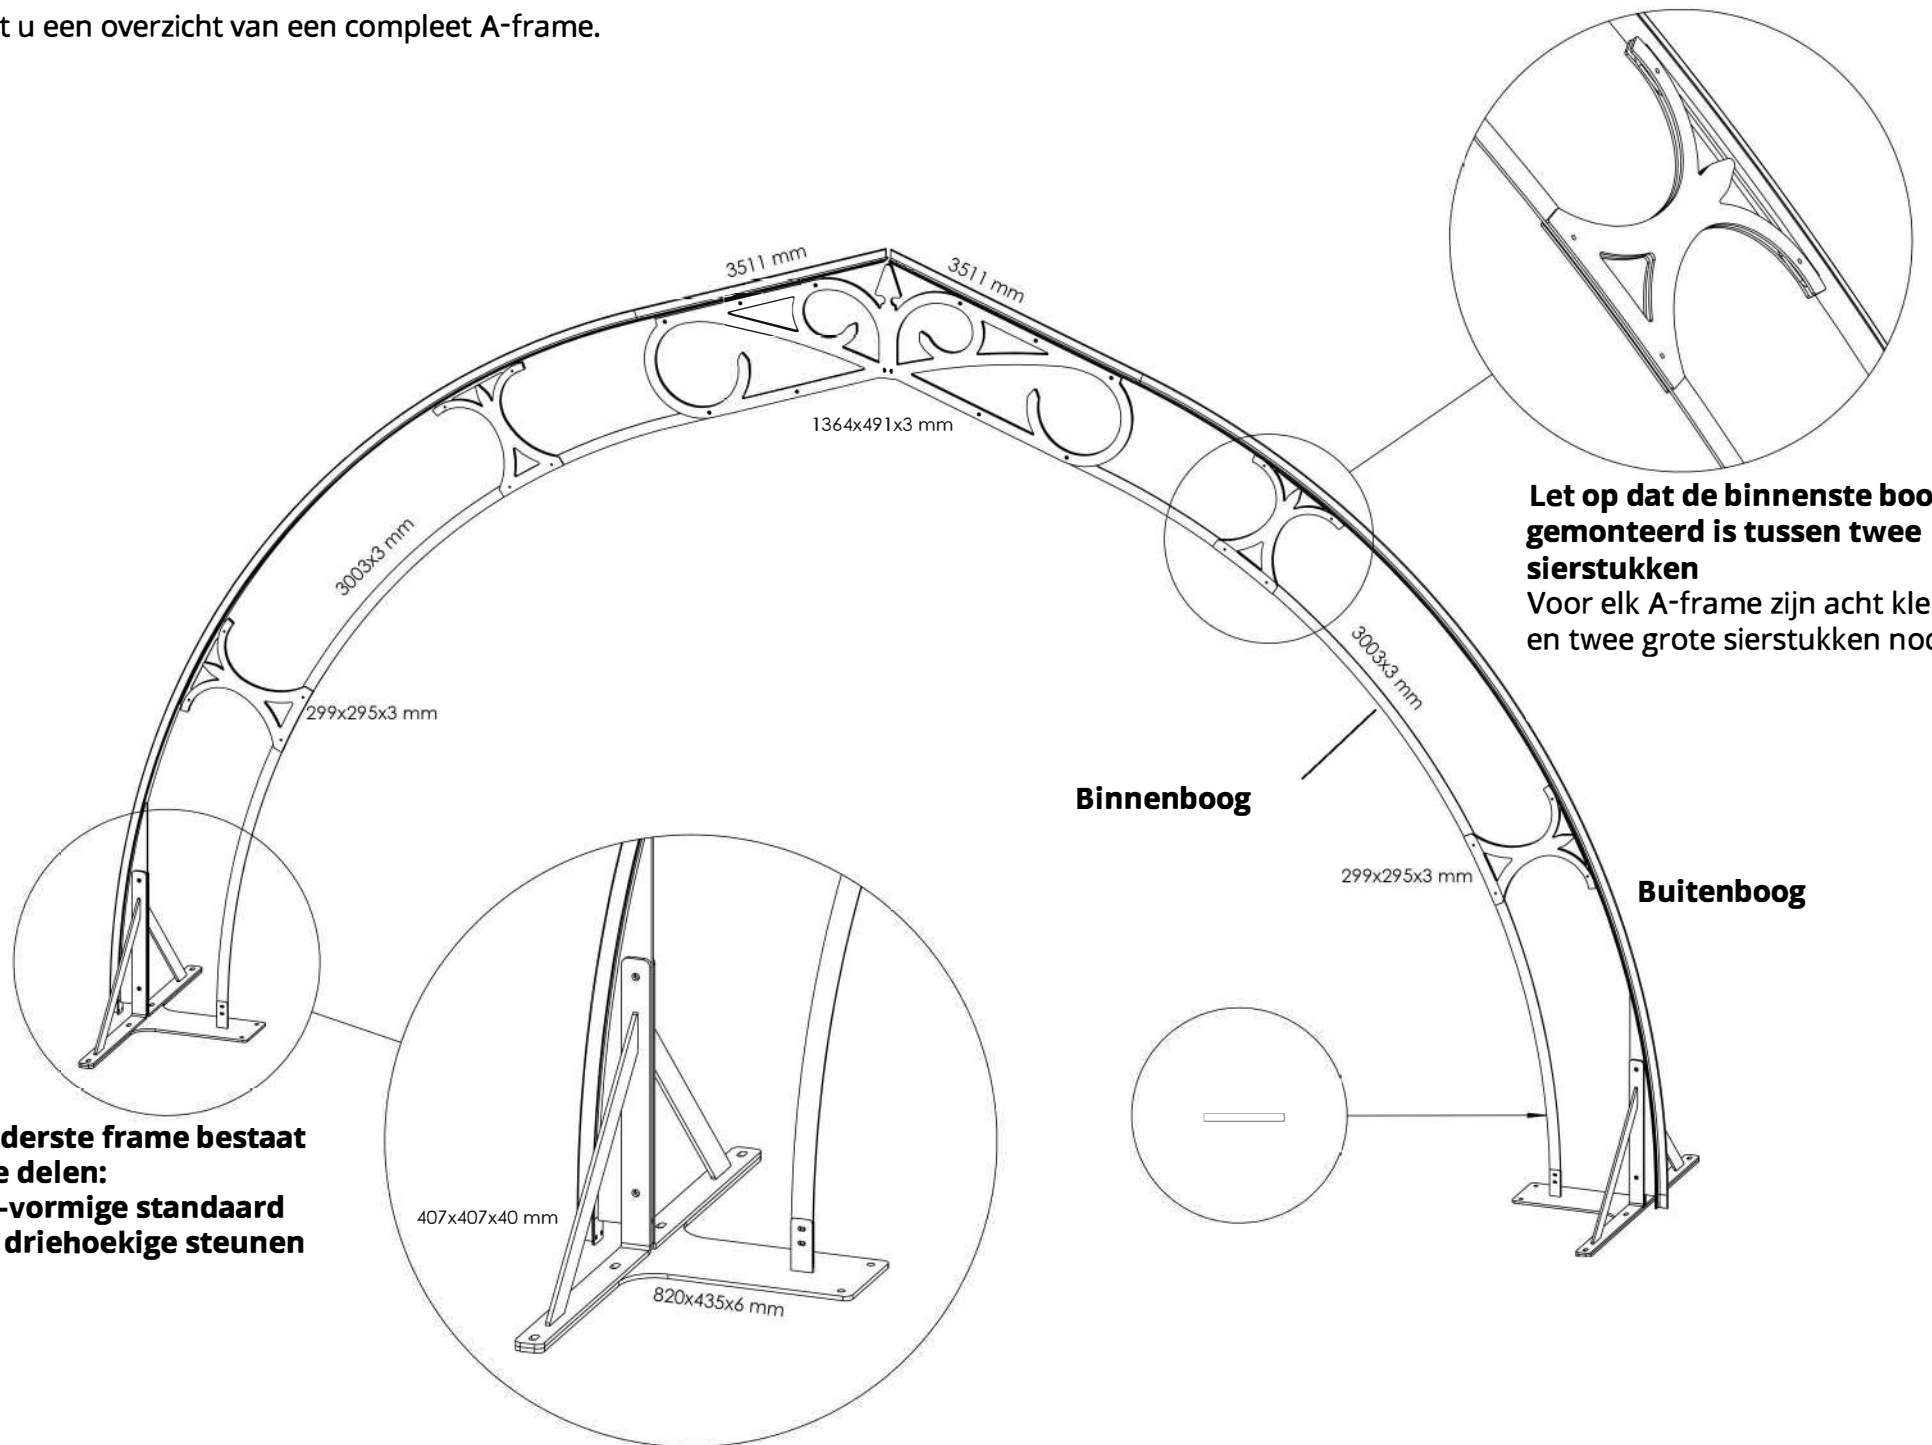 t u een overzicht van een compleet A-frame.
3511 mm
3511 mm
1364x491x3 mm
Let op dat de binnenste boo
gemonteerd is tussen twee
sierstukken
Voor elk A-frame zijn acht kle
en twee grote sierstukken noo
3003x3 mm
3003x3 mm
299x295x3 mm
Binnenboog
299x295x3 mm
Buitenboog
derste frame bestaat
e delen:
-vormige standaard
driehoekige steunen
407x407x40 mm
820x435x6 mm